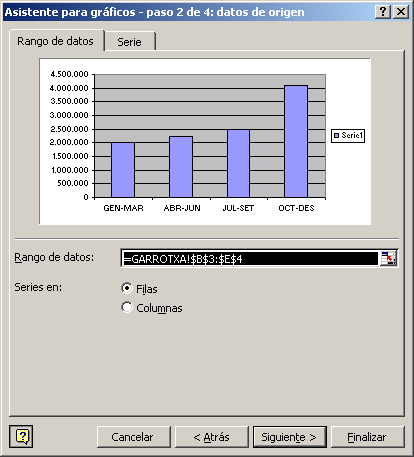 Asistente para gráficos - paso 2 de 4: datos de origen
Rango de datos
Serie
4.500.000
4.000.000
3.500.000
3.000.000
2.500.000
2.000.000
1.500.000
1.000.000
500.000
0
GEN-MAR ABR-JUN JUL-SET OCT-DES
Serie1
Rango de datos: =GARROTXA!$B$3:$E$4
Series en: Filas
Columnas
? Cancelar < Atrás Siguiente > Finalizar